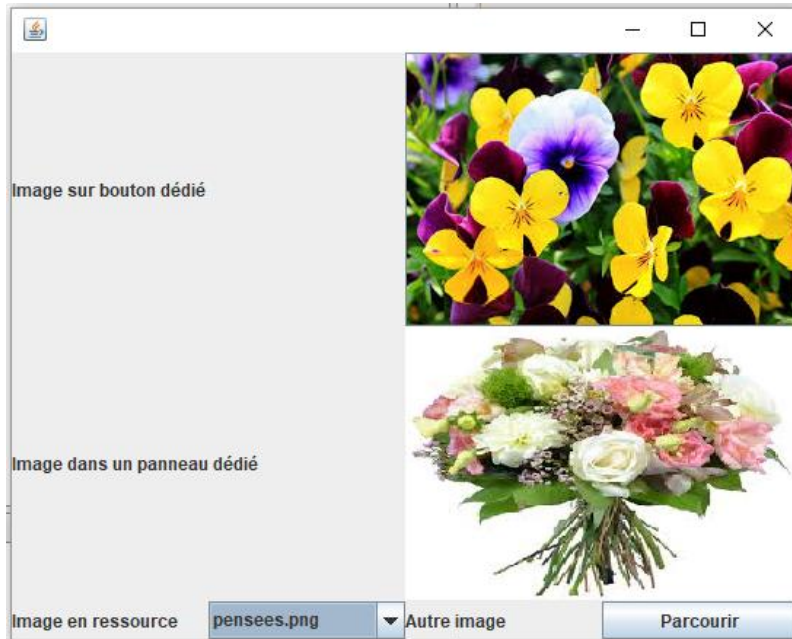 Image sur bouton dédié
Image dans un panneau dédié
Image en ressource pensees.png Autre image Parcourir